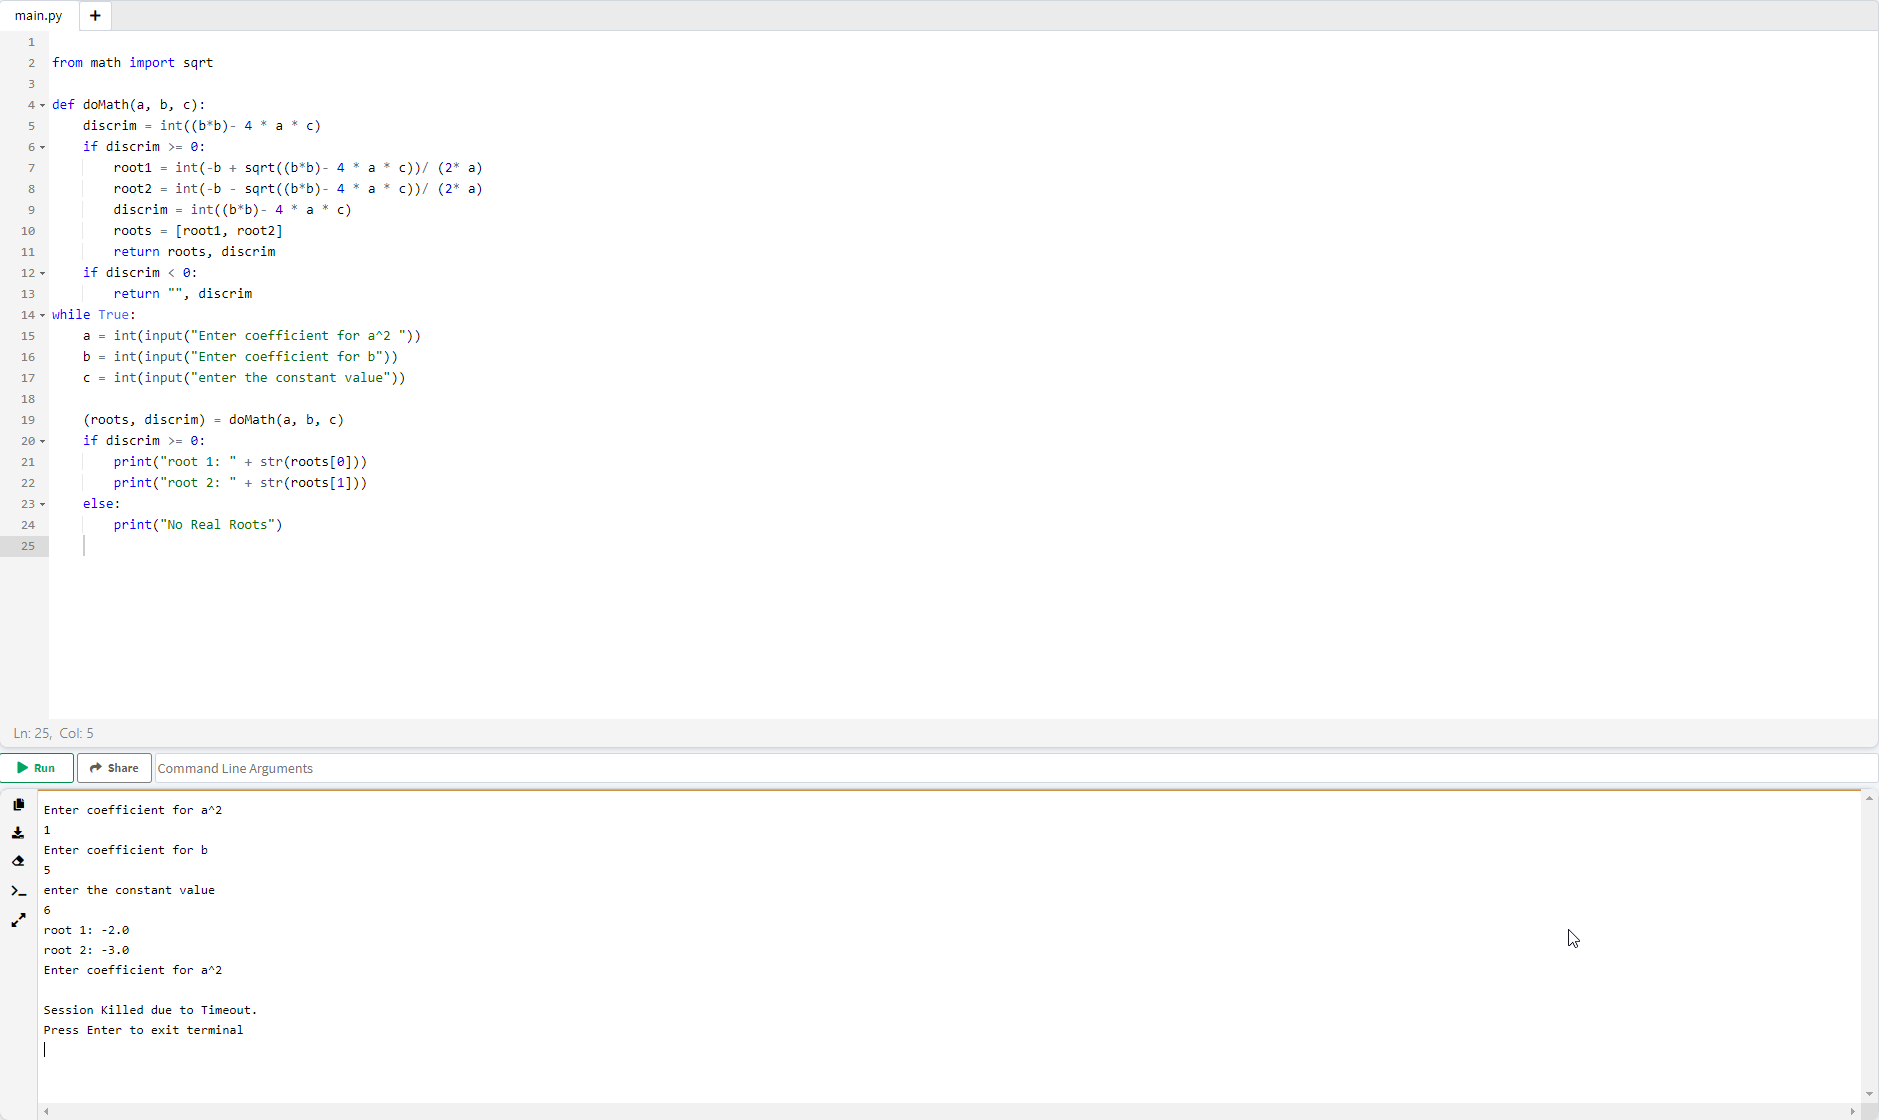 main.py +
1
2 from math import sqrt
3
4 def doMath(a, b, c):
5     discrim = int((b*b)- 4 * a * c)
6     if discrim >= 0:
7         root1 = int(-b + sqrt((b*b)- 4 * a * c))/ (2* a)
8         root2 = int(-b - sqrt((b*b)- 4 * a * c))/ (2* a)
9         discrim = int((b*b)- 4 * a * c)
10         roots = [root1, root2]
11         return roots, discrim
12     if discrim < 0:
13         return "", discrim
14 while True:
15     a = int(input("Enter coefficient for a^2 "))
16     b = int(input("Enter coefficient for b"))
17     c = int(input("enter the constant value"))
18
19     (roots, discrim) = doMath(a, b, c)
20     if discrim >= 0:
21         print("root 1: " + str(roots[0]))
22         print("root 2: " + str(roots[1]))
23     else:
24         print("No Real Roots")
25
Ln: 25, Col: 5
Run Share Command Line Arguments
Enter coefficient for a^2
1
Enter coefficient for b
5
enter the constant value
6
root 1: -2.0
root 2: -3.0
Enter coefficient for a^2
Session Killed due to Timeout.
Press Enter to exit terminal